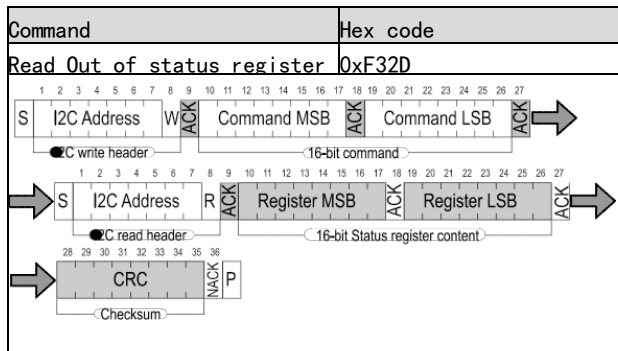 Command Hex code
Read Out of status register 0xF32D
1 2 3 4 5 6 7 8 9 10 11 12 13 14 15 16 17 18 19 20 21 22 23 24 25 26 27
S I2C Address W ACK Command MSB ACK Command LSB ACK
2C write header 16-bit command
1 2 3 4 5 6 7 8 9 10 11 12 13 14 15 16 17 18 19 20 21 22 23 24 25 26 27
S I2C Address R ACK Register MSB ACK Register LSB ACK
2C read header 16-bit Status register content
28 29 30 31 32 33 34 35 36
CRC NACK P
Checksum